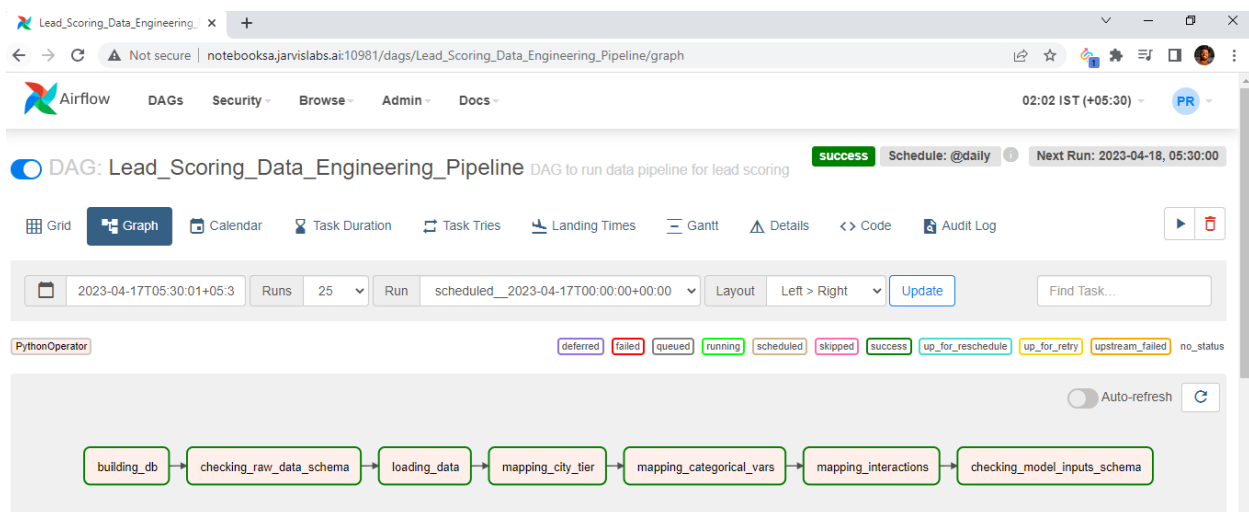 Lead_Scoring_Data_Engineering_
Not secure | notebooksa.jarvislabs.ai:10981/dags/Lead_Scoring_Data_Engineering_Pipeline/graph
1
Airflow DAGs Security Browse Admin Docs 02:02 IST (+05:30) PR
DAG: Lead_Scoring_Data_Engineering_Pipeline DAG to run data pipeline for lead scoring success Schedule: @daily Next Run: 2023-04-18, 05:30:00
Grid Graph Calendar Task Duration Task Tries Landing Times Gantt Details <> Code Audit Log
2023-04-17T05:30:01+05:3 Runs 25 Run scheduled__2023-04-17T00:00:00+00:00 Layout Left > Right Update Find Task...
PythonOperator deferred failed queued running scheduled skipped success up_for_reschedule up_for_retry upstream_failed no_status
Auto-refresh
building_db checking_raw_data_schema loading_data mapping_city_tier mapping_categorical_vars mapping_interactions checking_model_inputs_schema